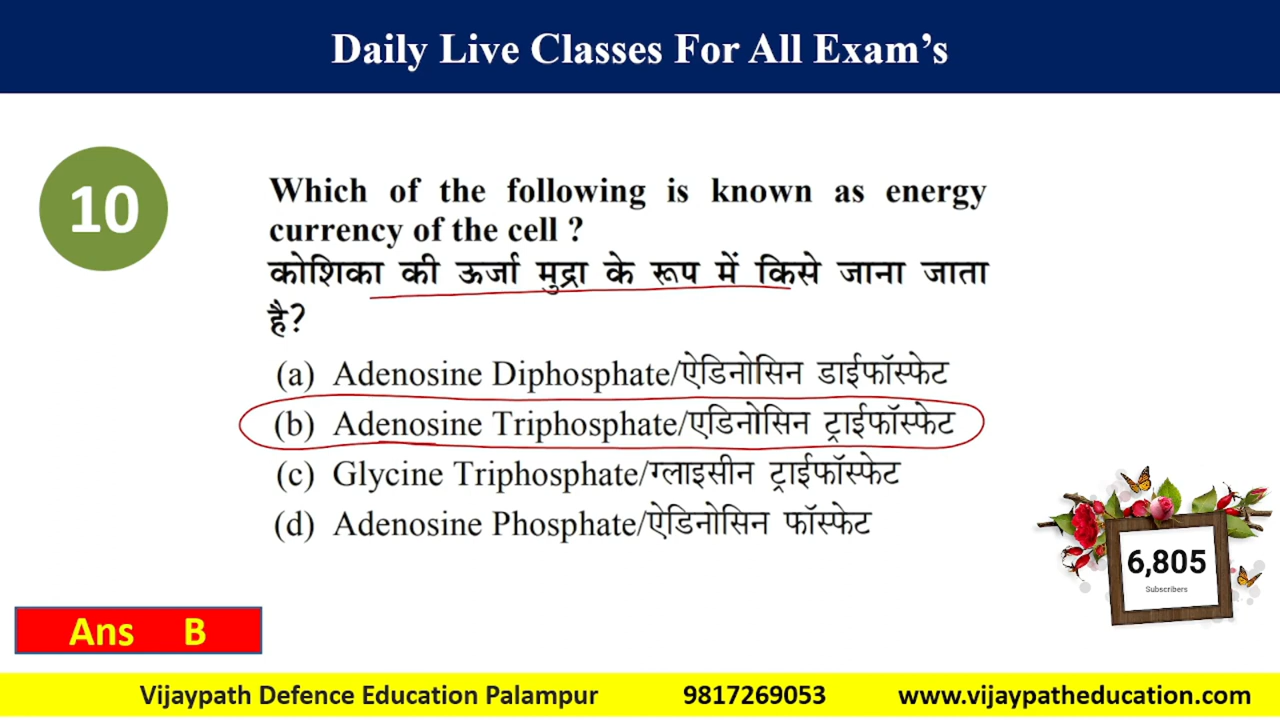 Daily Live Classes For All Exam’s
10
Which of the following is known as energy
currency of the cell ?
कोशिका की ऊर्जा मुद्रा के रूप में किसे जाना जाता
है?
(a) Adenosine Diphosphate/ऐडिनोसिन डाईफॉस्फेट
(b) Adenosine Triphosphate/एडिनोसिन ट्राईफॉस्फेट
(c) Glycine Triphosphate/ग्लाइसीन ट्राईफॉस्फेट
(d) Adenosine Phosphate/ऐडिनोसिन फॉस्फेट
6,805
Subscribers
Ans B
Vijaypath Defence Education Palampur 9817269053 www.vijaypatheducation.com